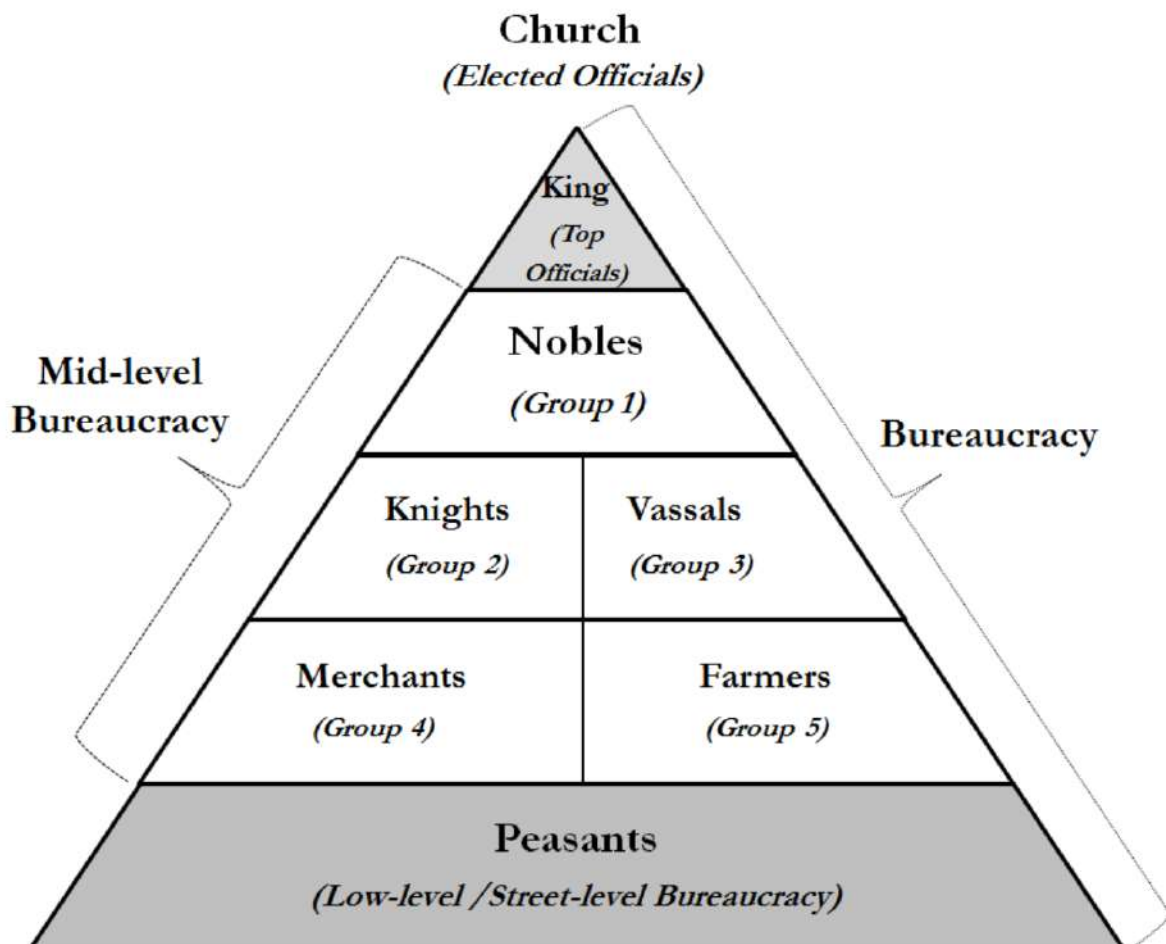 Church
(Elected Officials)
King
(Top
Officials)
Nobles
(Group 1)
Mid-level
Bureaucracy
Bureaucracy
Knights
(Group 2)
Vassals
(Group 3)
Merchants
(Group 4)
Farmers
(Group 5)
Peasants
(Low-level /Street-level Bureaucracy)